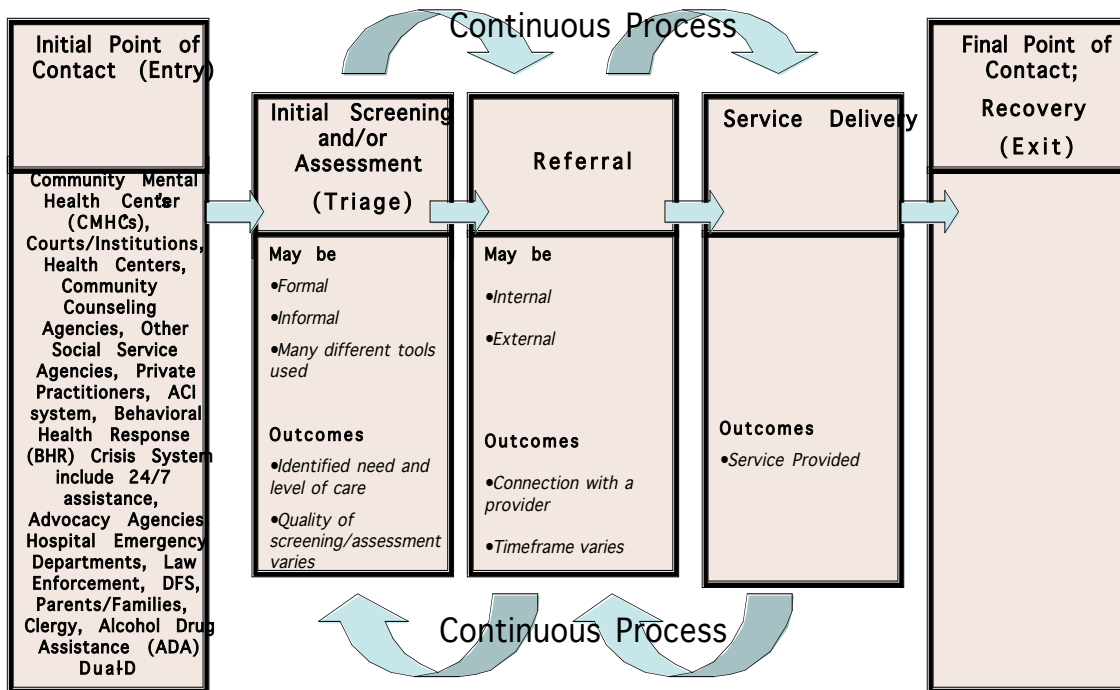 Continuous Process
Initial Point of
Contact (Entry)
Community Mental
Health Center's
(CMHC's),
Courts/Institutions,
Health Centers,
Community
Counseling
Agencies, Other
Social Service
Agencies, Private
Practitioners, ACI
system, Behavioral
Health Response
(BHR) Crisis System
include 24/7
assistance,
Advocacy Agencies,
Hospital Emergency
Departments, Law
Enforcement, DFS,
Parents/Families,
Clergy, Alcohol Drug
Assistance (ADA)
Dual-D
Initial Screening
and/or
Assessment
(Triage)
May be
•Formal
•Informal
•Many different tools
used
Outcomes
•Identified need and
level of care
•Quality of
screening/assessment
varies
Referral
May be
•Internal
•External
Outcomes
•Connection with a
provider
•Timeframe varies
Service Delivery
Outcomes
•Service Provided
Final Point of
Contact;
Recovery
(Exit)
Continuous Process